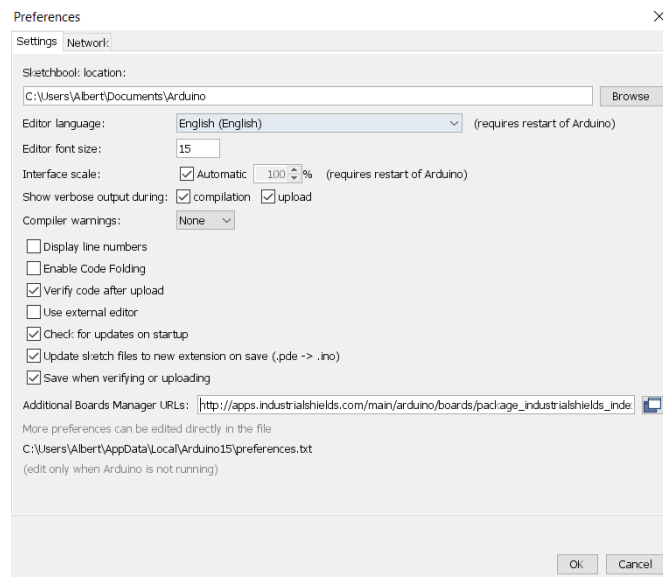 Preferences
Settings Network
Sketchbook location:
C:\Users\Albert\Documents\Arduino Browse
Editor language: English (English) (requires restart of Arduino)
Editor font size: 15
Interface scale: Automatic 100 % (requires restart of Arduino)
Show verbose output during: compilation upload
Compiler warnings: None
Display line numbers
Enable Code Folding
Verify code after upload
Use external editor
Check for updates on startup
Update sketch files to new extension on save (.pde -> .ino)
Save when verifying or uploading
Additional Boards Manager URLs: http://apps.industrialshields.com/main/arduino/boards/package_industrialshields_inde
More preferences can be edited directly in the file
C:\Users\Albert\AppData\Local\Arduino15\preferences.txt
(edit only when Arduino is not running)
OK Cancel